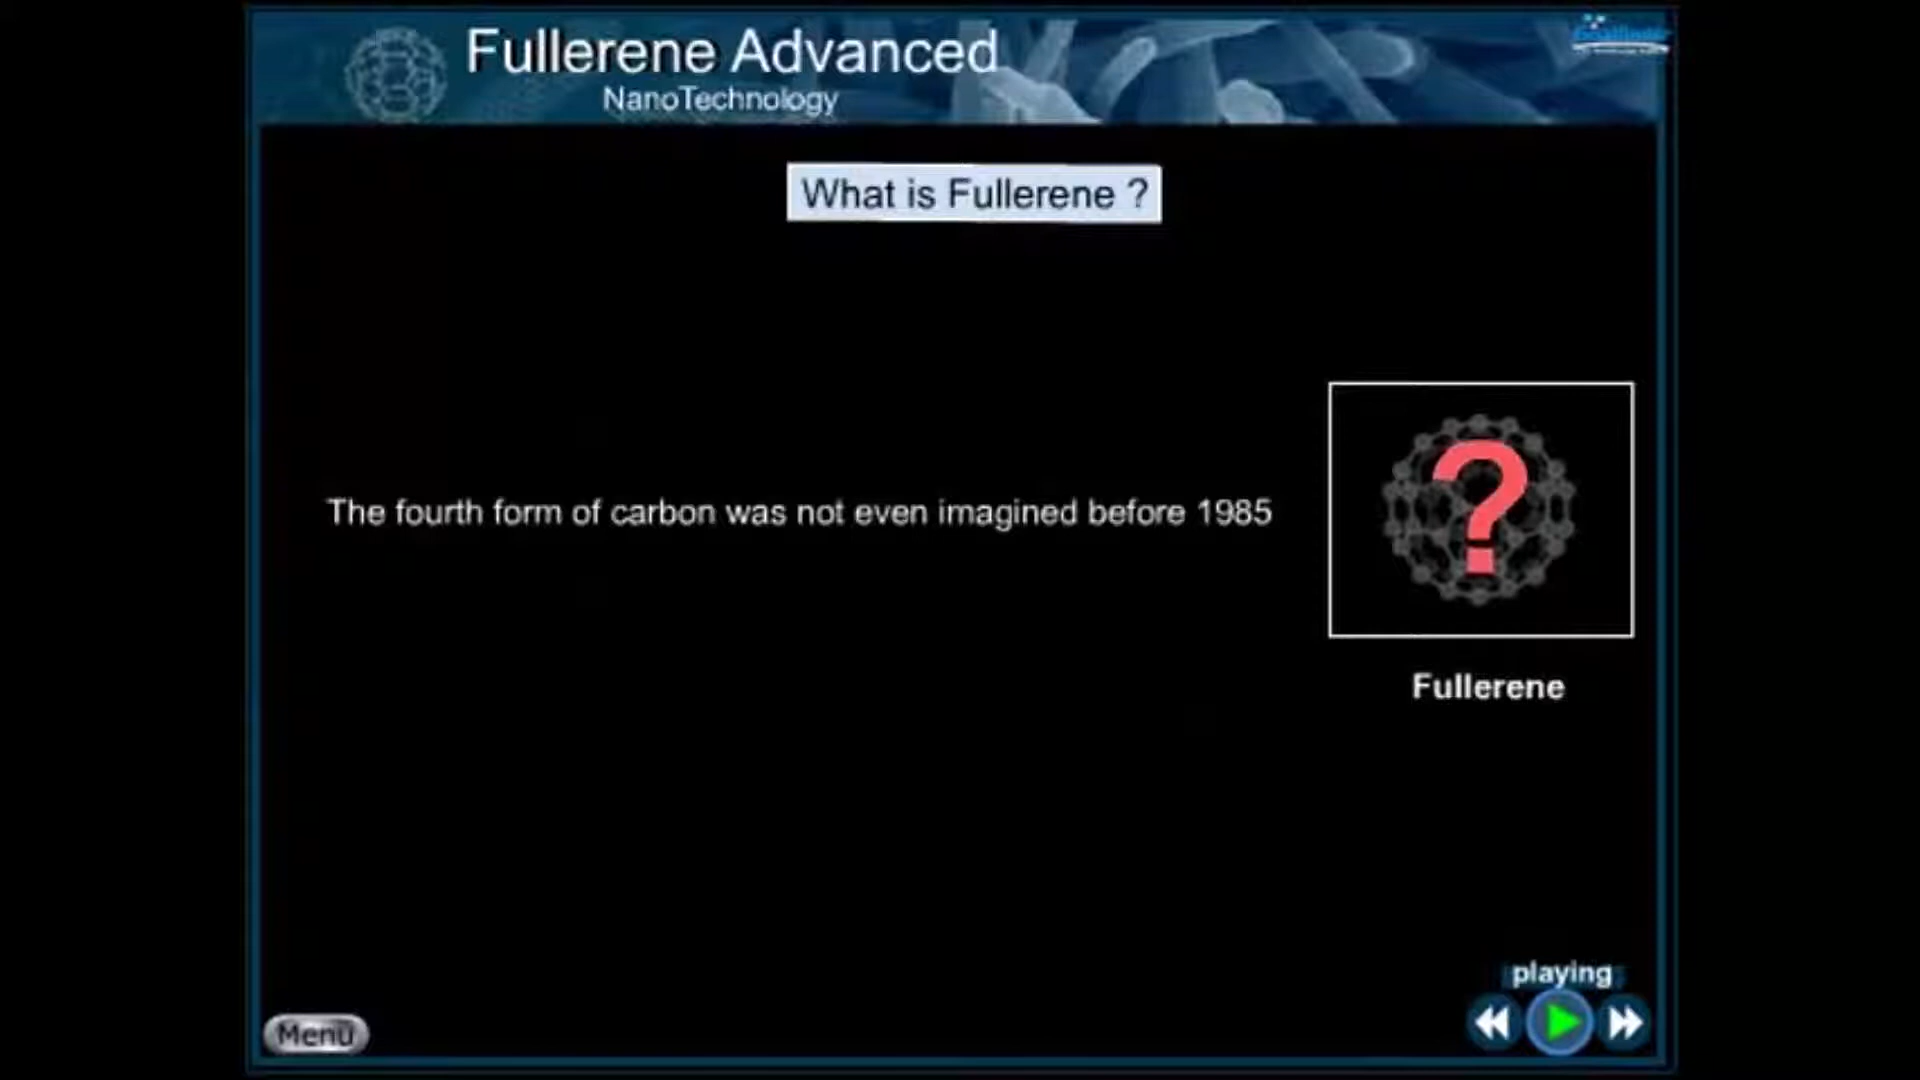 Fullerene Advanced
NanoTechnology
What is Fullerene ?
The fourth form of carbon was not even imagined before 1985
?
Fullerene
playing
Menu